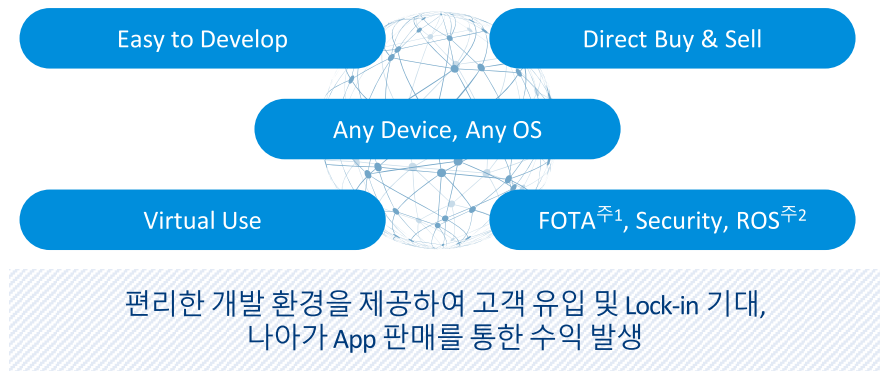 Easy to Develop
Direct Buy & Sell
Any Device, Any OS
Virtual Use
FOTA주1, Security, ROS주2
편리한 개발 환경을 제공하여 고객 유입 및 Lock-in 기대,
나아가 App 판매를 통한 수익 발생